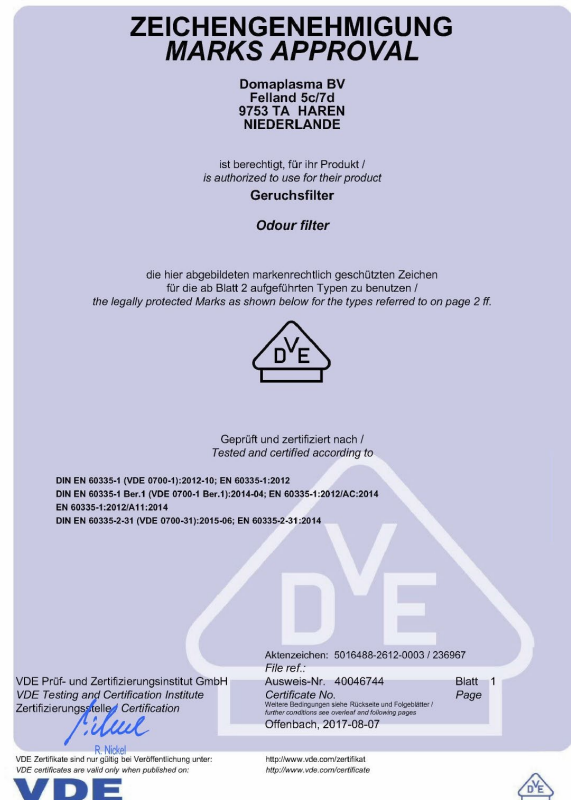 ZEICHENGENEHMIGUNG
MARKS APPROVAL
Domaplasma BV
Felland 5c/7d
9753 TA HAREN
NIEDERLANDE
ist berechtigt, für ihr Produkt /
is authorized to use for their product
Geruchsfilter
Odour filter
die hier abgebildeten markenrechtlich geschützten Zeichen
für die ab Blatt 2 aufgeführten Typen zu benutzen /
the legally protected Marks as shown below for the types referred to on page 2 ff.
DVE
Geprüft und zertifiziert nach /
Tested and certified according to
DIN EN 60335-1 (VDE 0700-1):2012-10; EN 60335-1:2012
DIN EN 60335-1 Ber.1 (VDE 0700-1 Ber.1):2014-04; EN 60335-1:2012/AC:2014
EN 60335-1:2012/A11:2014
DIN EN 60335-2-31 (VDE 0700-31):2015-06; EN 60335-2-31:2014
DVE
Aktenzeichen: 5016488-2612-0003 / 236967
File ref.:
VDE Prüf- und Zertifizierungsinstitut GmbH
Ausweis-Nr. 40046744 Blatt 1
VDE Testing and Certification Institute
Certificate No. Page
Zertifizierungsstelle / Certification
Weitere Bedingungen siehe Rückseite und Folgeblätter /
further conditions see overleaf and following pages
Offenbach, 2017-08-07
R. Nickel
VDE Zertifikate sind nur gültig bei Veröffentlichung unter:
http://www.vde.com/zertifikat
VDE certificates are valid only when published on:
http://www.vde.com/certificate
VDE
DVE